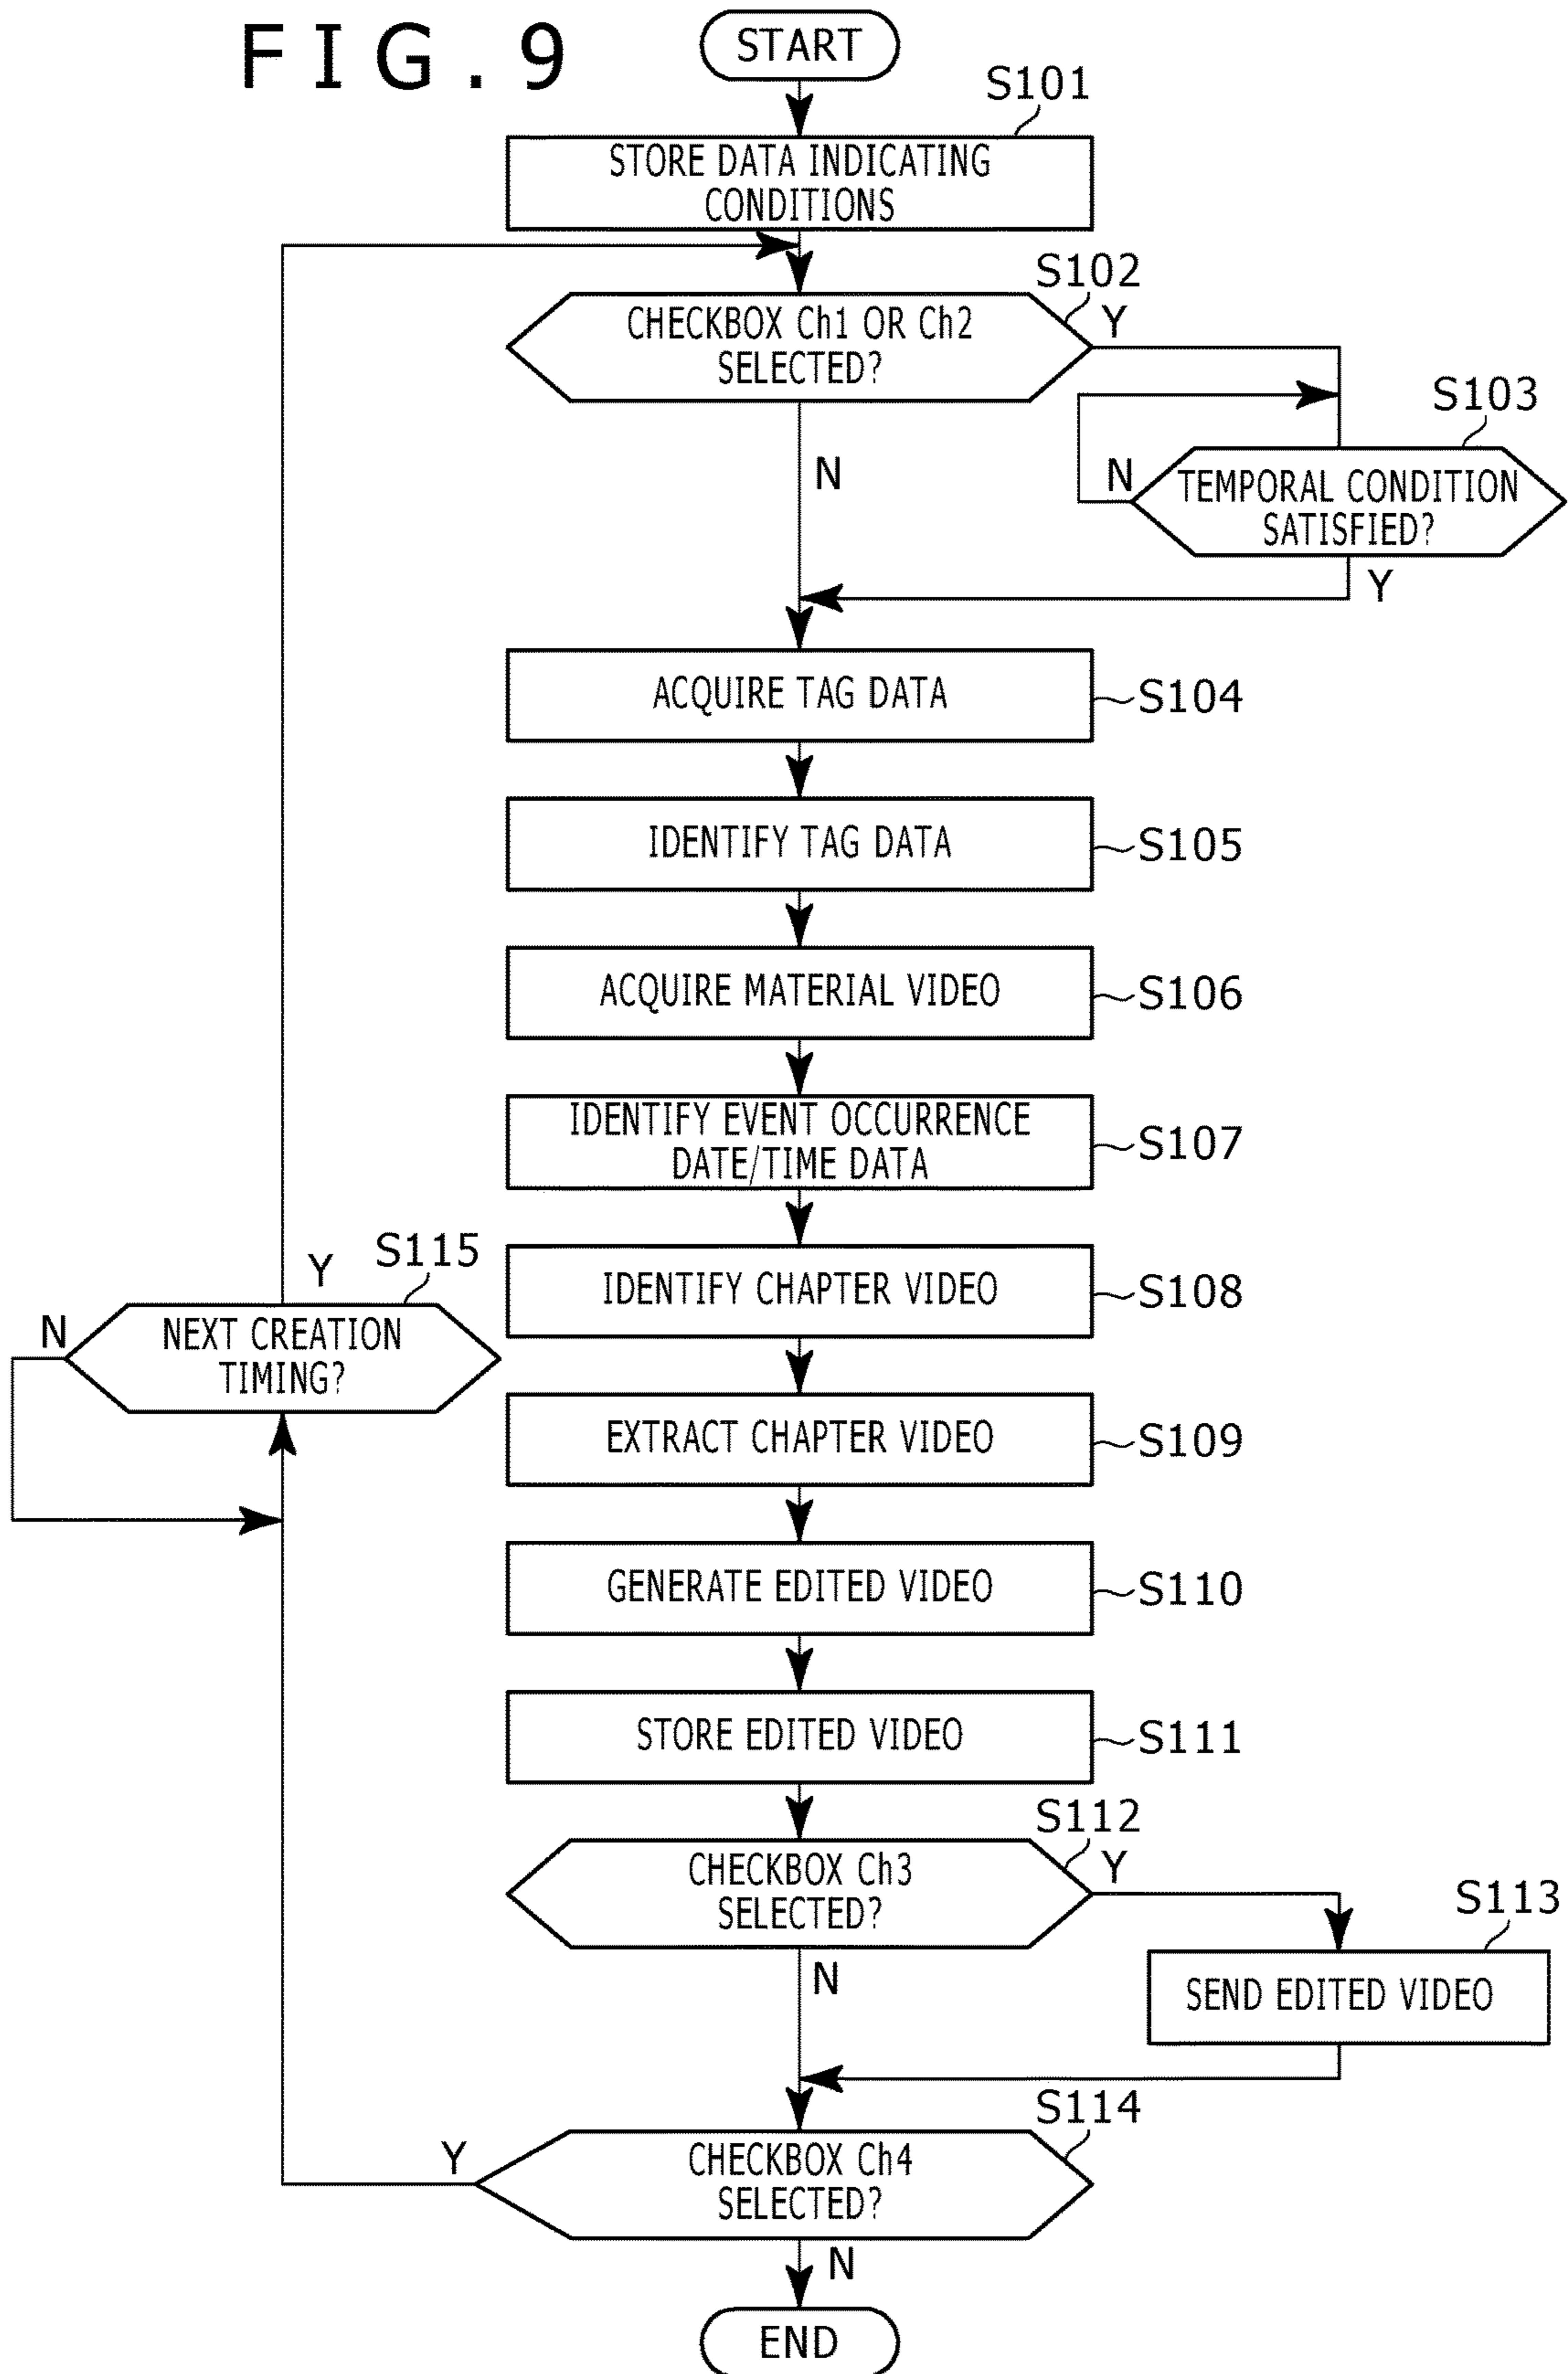 FIG.9
START
S101
STORE DATA INDICATING
CONDITIONS
S102
CHECKBOX Ch1 OR Ch2
SELECTED?
Y
N
S103
TEMPORAL CONDITION
SATISFIED?
N
Y
ACQUIRE TAG DATA
S104
IDENTIFY TAG DATA
S105
ACQUIRE MATERIAL VIDEO
S106
IDENTIFY EVENT OCCURRENCE
DATE/TIME DATA
S107
IDENTIFY CHAPTER VIDEO
S108
S115
NEXT CREATION
TIMING?
Y
N
EXTRACT CHAPTER VIDEO
S109
GENERATE EDITED VIDEO
S110
STORE EDITED VIDEO
S111
S112
CHECKBOX Ch3
SELECTED?
Y
N
S113
SEND EDITED VIDEO
S114
CHECKBOX Ch4
SELECTED?
Y
N
END